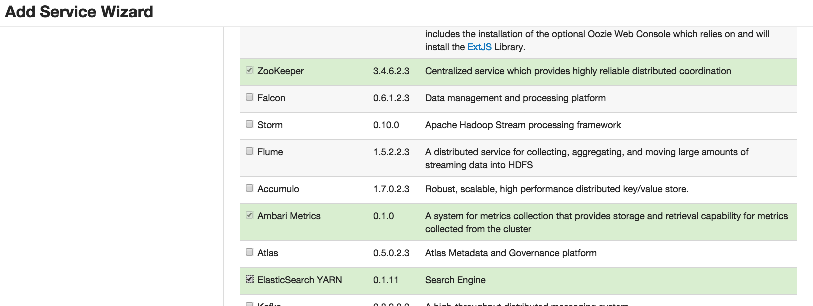 Add Service Wizard
includes the installation of the optional Oozie Web Console which relies on and will
install the ExtJS Library.
ZooKeeper 3.4.6.2.3 Centralized service which provides highly reliable distributed coordination
Falcon 0.6.1.2.3 Data management and processing platform
Storm 0.10.0 Apache Hadoop Stream processing framework
Flume 1.5.2.2.3 A distributed service for collecting, aggregating, and moving large amounts of
streaming data into HDFS
Accumulo 1.7.0.2.3 Robust, scalable, high performance distributed key/value store.
Ambari Metrics 0.1.0 A system for metrics collection that provides storage and retrieval capability for metrics
collected from the cluster
Atlas 0.5.0.2.3 Atlas Metadata and Governance platform
ElasticSearch YARN 0.1.11 Search Engine
Kafka A high-throughput distributed messaging system